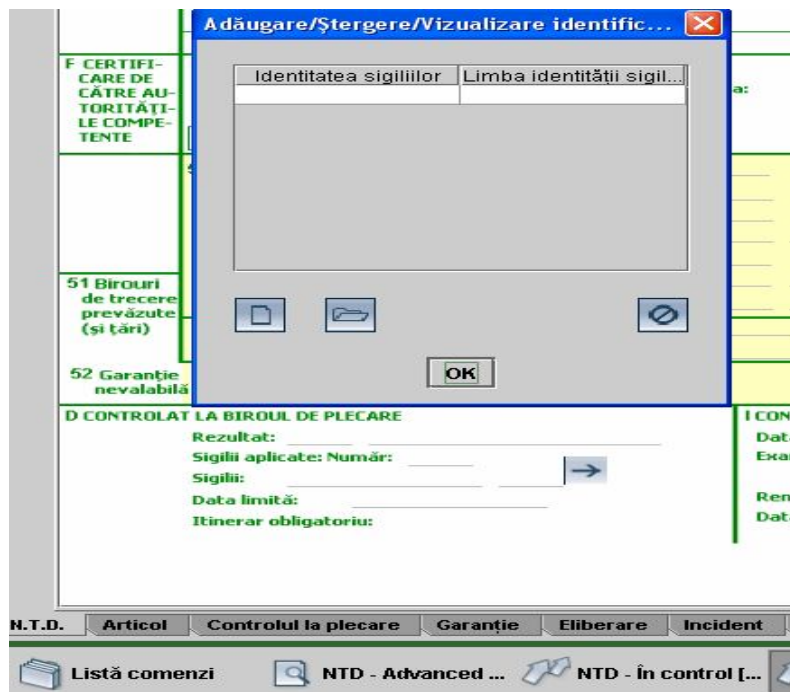 Adăugare/Ştergere/Vizualizare identific...
Identitatea sigiliilor Limba identităţii sigil...
F CERTIFI-
CARE DE
CĂTRE AU-
TORITĂŢI-
LE COMPE-
TENTE
a:
51 Birouri
de trecere
prevăzute
(şi ţări)
52 Garanţie
nevalabilă
OK
D CONTROLAT LA BIROUL DE PLECARE
Rezultat:
Sigilii aplicate: Număr:
Sigilii:
Data limită:
Itinerar obligatoriu:
I CON
Dat
Exa
Ren
Dat
N.T.D. Articol Controlul la plecare Garanţie Eliberare Incident
Listă comenzi NTD - Advanced ... NTD - În control [...